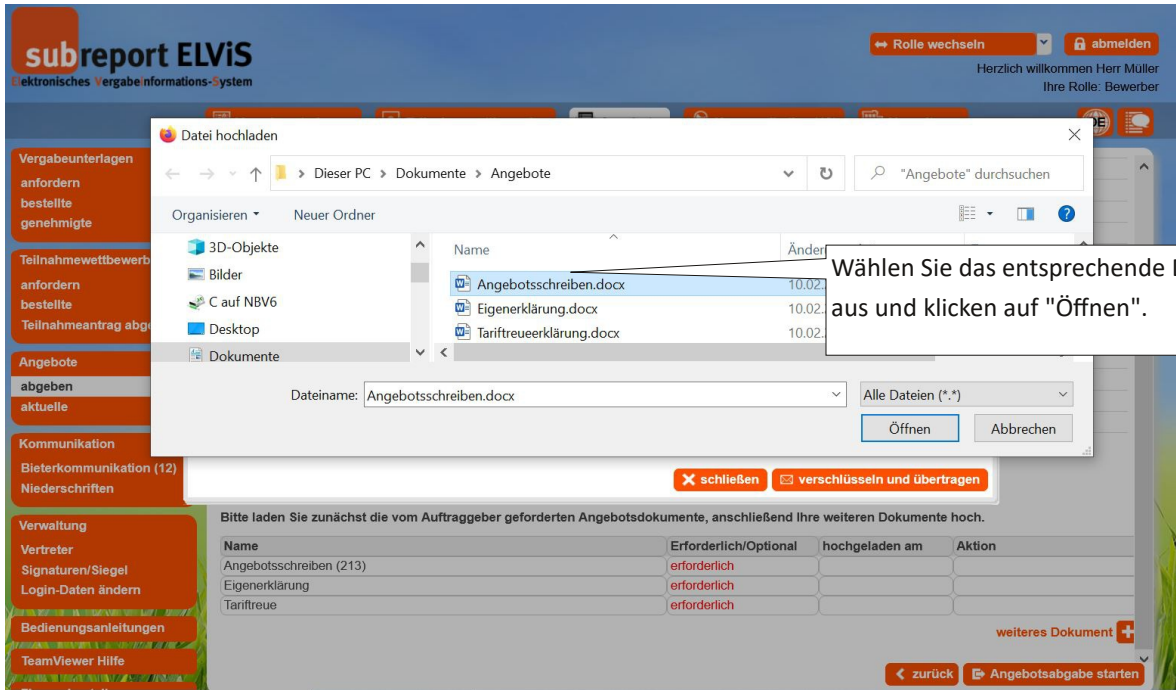 subreport ELViS
Elektronisches Vergabeinformations-System
Rolle wechseln
abmelden
Herzlich willkommen Herr Müller
Ihre Rolle: Bewerber
DE
Datei hochladen
Dieser PC > Dokumente > Angebote
"Angebote" durchsuchen
Organisieren
Neuer Ordner
3D-Objekte
Bilder
C auf NBV6
Desktop
Dokumente
Name
Angebotsschreiben.docx
10.02.
Eigenerklärung.docx
10.02.
Tariftreueerklärung.docx
10.02.
Wählen Sie das entsprechende
aus und klicken auf "Öffnen".
Dateiname:
Angebotsschreiben.docx
Alle Dateien (*.*)
Öffnen
Abbrechen
Vergabeunterlagen
anfordern
bestellte
genehmigte
Teilnahmewettbewerb
anfordern
bestellte
Teilnahmeantrag
Angebote
abgeben
aktuelle
Kommunikation
Bieterkommunikation (12)
Niederschriften
Verwaltung
Vertreter
Signaturen/Siegel
Login-Daten ändern
Bedienungsanleitungen
TeamViewer Hilfe
schließen
verschlüsseln und übertragen
Bitte laden Sie zunächst die vom Auftraggeber geforderten Angebotsdokumente, anschließend Ihre weiteren Dokumente hoch.
Name Erforderlich/Optional hochgeladen am Aktion
Angebotsschreiben (213) erforderlich
Eigenerklärung erforderlich
Tariftreue erforderlich
weiteres Dokument
zurück
Angebotsabgabe starten